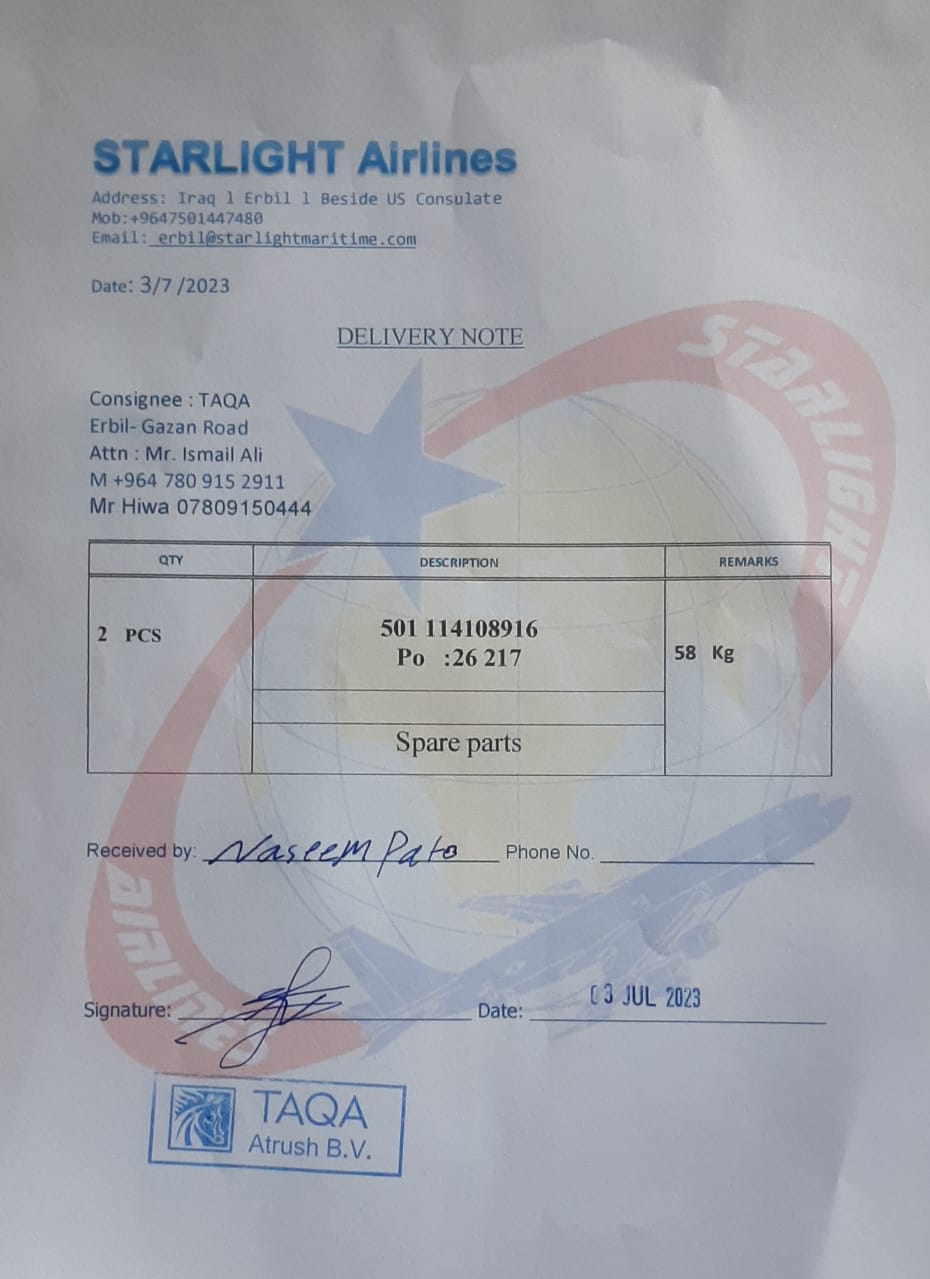 STARLIGHT Airlines
Address: Iraq l Erbil l Beside US Consulate
Mob:+9647501447480
Email: erbil@starlightmaritime.com
Date: 3/7 /2023
DELIVERY NOTE
STARLIGHT
Consignee : TAQA
Erbil- Gazan Road
Attn : Mr. Ismail Ali
M +964 780 915 2911
Mr Hiwa 07809150444
QTY DESCRIPTION REMARKS
2 PCS
501 114108916
Po :26 217
58 Kg
Spare parts
Received by: Naseem Pato Phone No.
AIRLINES
Signature: Date: 03 JUL 2023
TAQA
Atrush B.V.